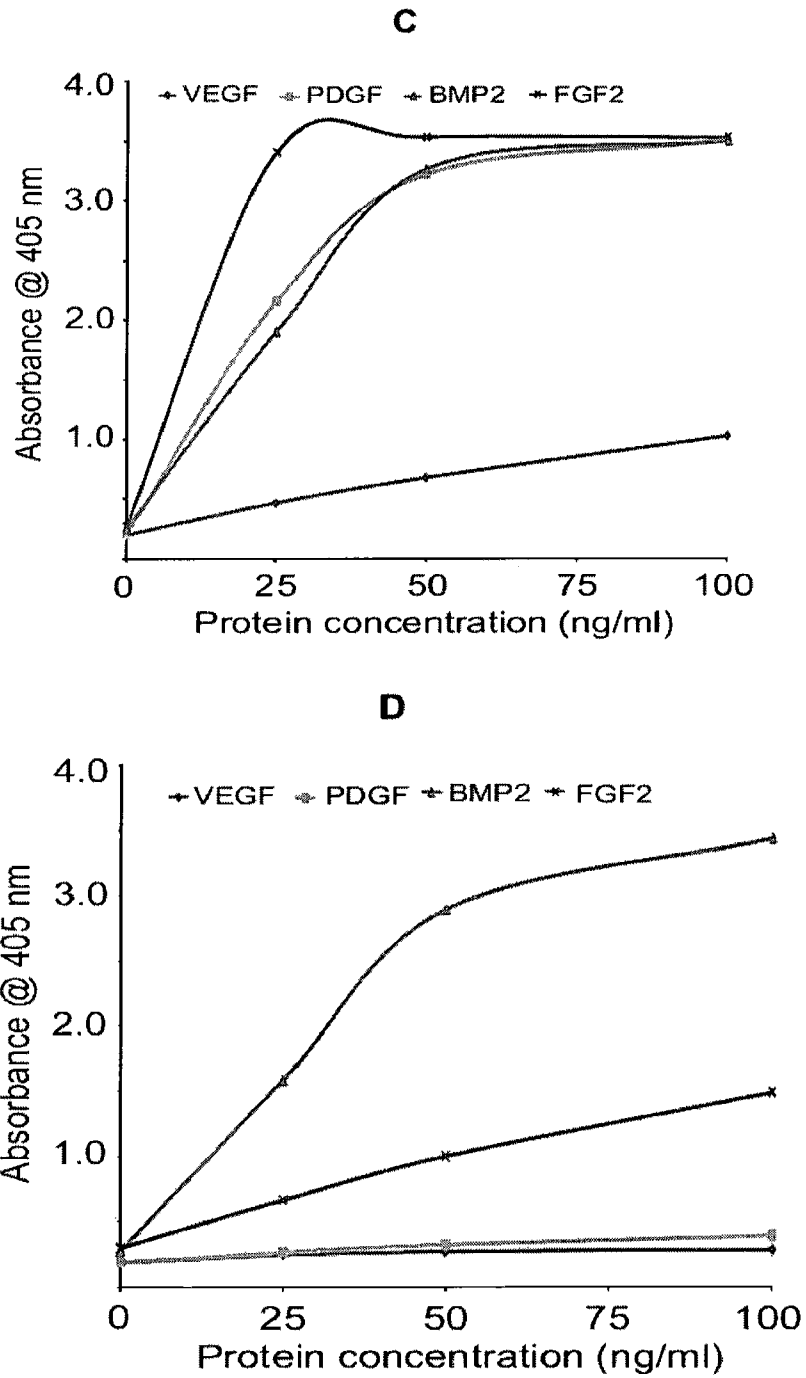 C
4.0
VEGF PDGF BMP2 FGF2
3.0
2.0
1.0
0 25 50 75 100
Absorbance @ 405 nm
Protein concentration (ng/ml)
D
4.0
VEGF PDGF BMP2 FGF2
3.0
2.0
1.0
0 25 50 75 100
Absorbance @ 405 nm
Protein concentration (ng/ml)